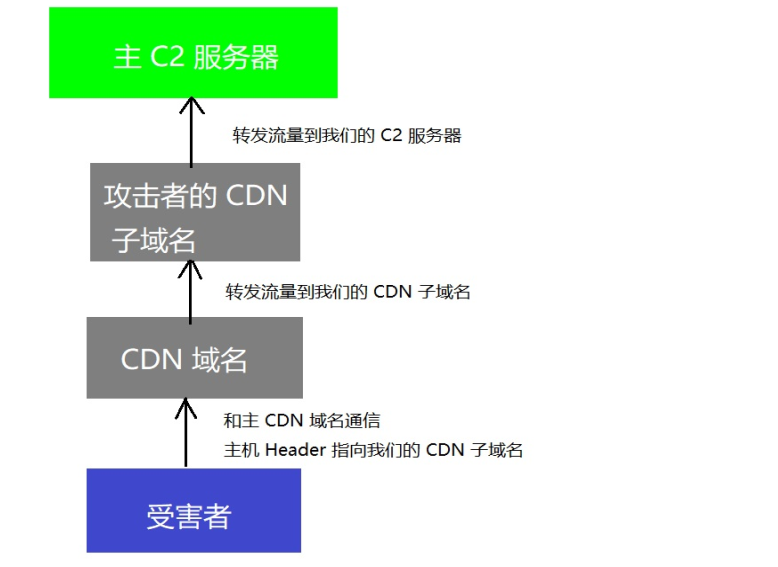 主 C2 服务器
转发流量到我们的 C2 服务器
攻击者的 CDN
子域名
转发流量到我们的 CDN 子域名
CDN 域名
和主 CDN 域名通信
主机 Header 指向我们的 CDN 子域名
受害者